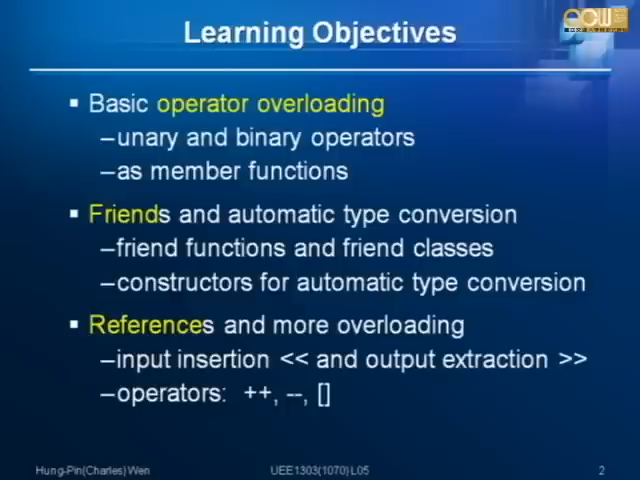 Learning Objectives
▪ Basic operator overloading
–unary and binary operators
–as member functions
▪ Friends and automatic type conversion
–friend functions and friend classes
–constructors for automatic type conversion
▪ References and more overloading
–input insertion << and output extraction >>
–operators: ++, --, []
Hung-Pin(Charles) Wen UEE1303(1070) L05 2